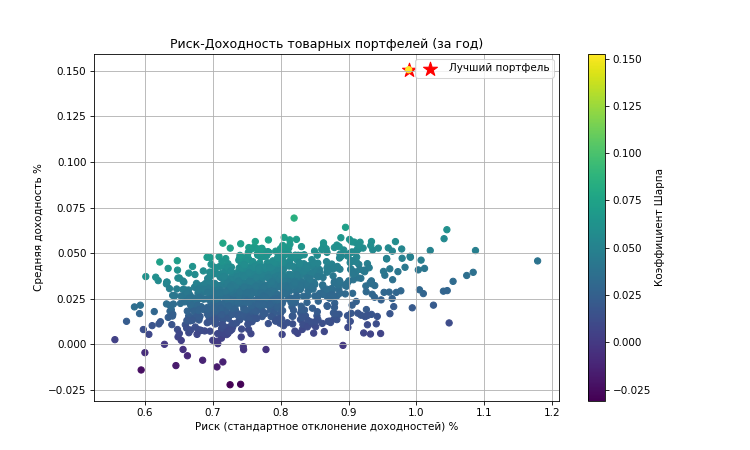 Риск-Доходность товарных портфелей (за год)
Лучший портфель
Средняя доходность %
0.150
0.125
0.100
0.075
0.050
0.025
0.000
−0.025
0.6 0.7 0.8 0.9 1.0 1.1 1.2
Риск (стандартное отклонение доходностей) %
0.150
0.125
0.100
0.075
0.050
0.025
0.000
−0.025
Коэффициент Шарпа